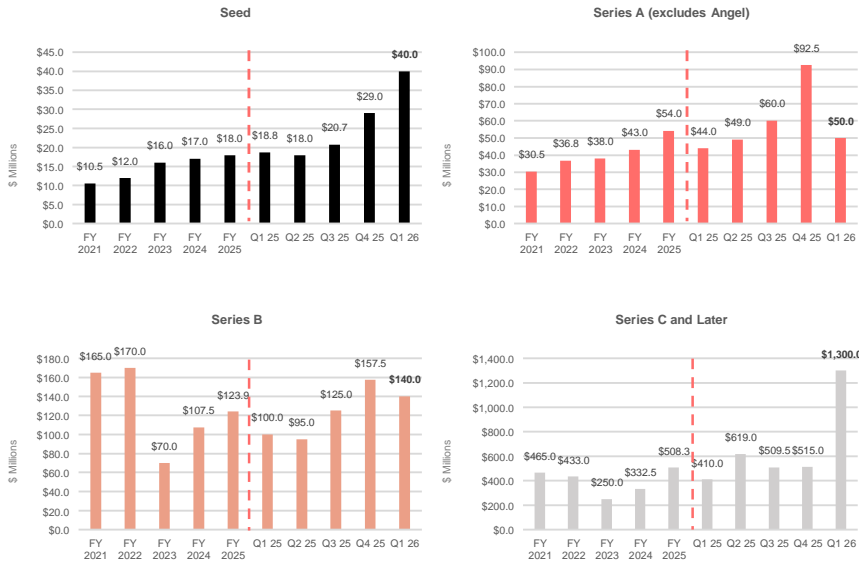 Seed
$ Millions
$45.0
$40.0
$35.0
$30.0
$25.0
$20.0
$15.0
$10.0
$5.0
$0.0
$10.5
$12.0
$16.0
$17.0
$18.0
$18.8
$18.0
$20.7
$29.0
$40.0
FY 2021
FY 2022
FY 2023
FY 2024
FY 2025
Q1 25
Q2 25
Q3 25
Q4 25
Q1 26
Series A (excludes Angel)
$ Millions
$100.0
$90.0
$80.0
$70.0
$60.0
$50.0
$40.0
$30.0
$20.0
$10.0
$0.0
$30.5
$36.8
$38.0
$43.0
$54.0
$44.0
$49.0
$60.0
$92.5
$50.0
FY 2021
FY 2022
FY 2023
FY 2024
FY 2025
Q1 25
Q2 25
Q3 25
Q4 25
Q1 26
Series B
$ Millions
$180.0
$160.0
$140.0
$120.0
$100.0
$80.0
$60.0
$40.0
$20.0
$0.0
$165.0
$170.0
$70.0
$107.5
$123.9
$100.0
$95.0
$125.0
$157.5
$140.0
FY 2021
FY 2022
FY 2023
FY 2024
FY 2025
Q1 25
Q2 25
Q3 25
Q4 25
Q1 26
Series C and Later
$ Millions
$1,400.0
$1,200.0
$1,000.0
$800.0
$600.0
$400.0
$200.0
$0.0
$465.0
$433.0
$250.0
$332.5
$508.3
$410.0
$619.0
$509.5
$515.0
$1,300.0
FY 2021
FY 2022
FY 2023
FY 2024
FY 2025
Q1 25
Q2 25
Q3 25
Q4 25
Q1 26